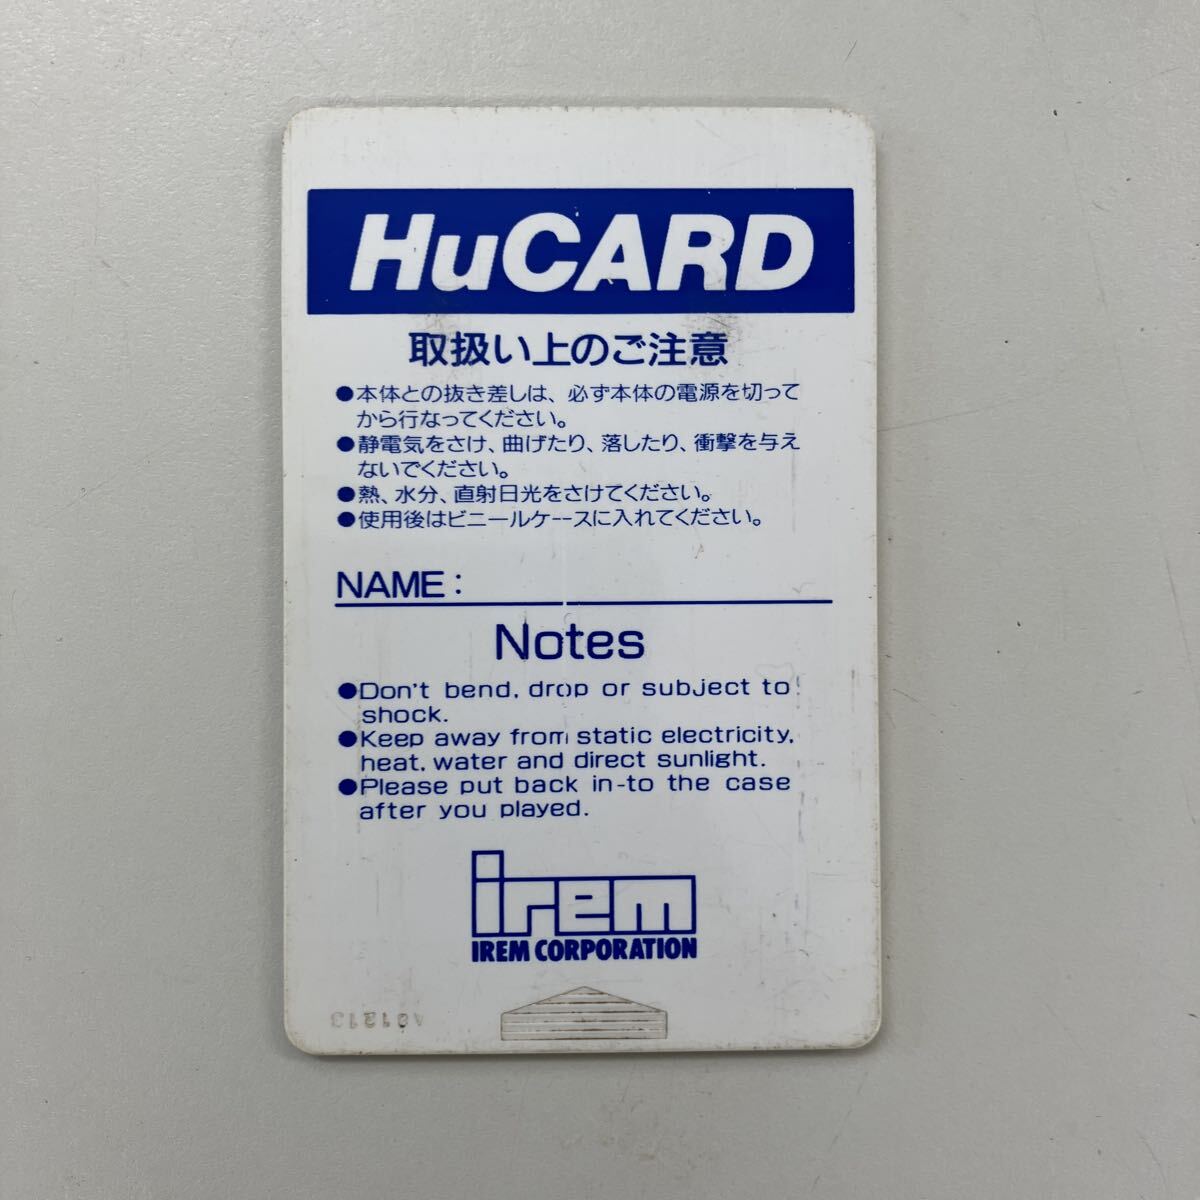 HuCARD
取扱い上のご注意
●本体との抜き差しは、必ず本体の電源を切って
から行なってください。
●静電気をさけ、曲げたり、落したり、衝撃を与え
ないでください。
●熱、水分、直射日光をさけてください。
●使用後はビニールケースに入れてください。
NAME:
Notes
●Don't bend, drop or subject to
shock.
●Keep away from static electricity,
heat, water and direct sunlight.
●Please put back in-to the case
after you played.
irem
IREM CORPORATION